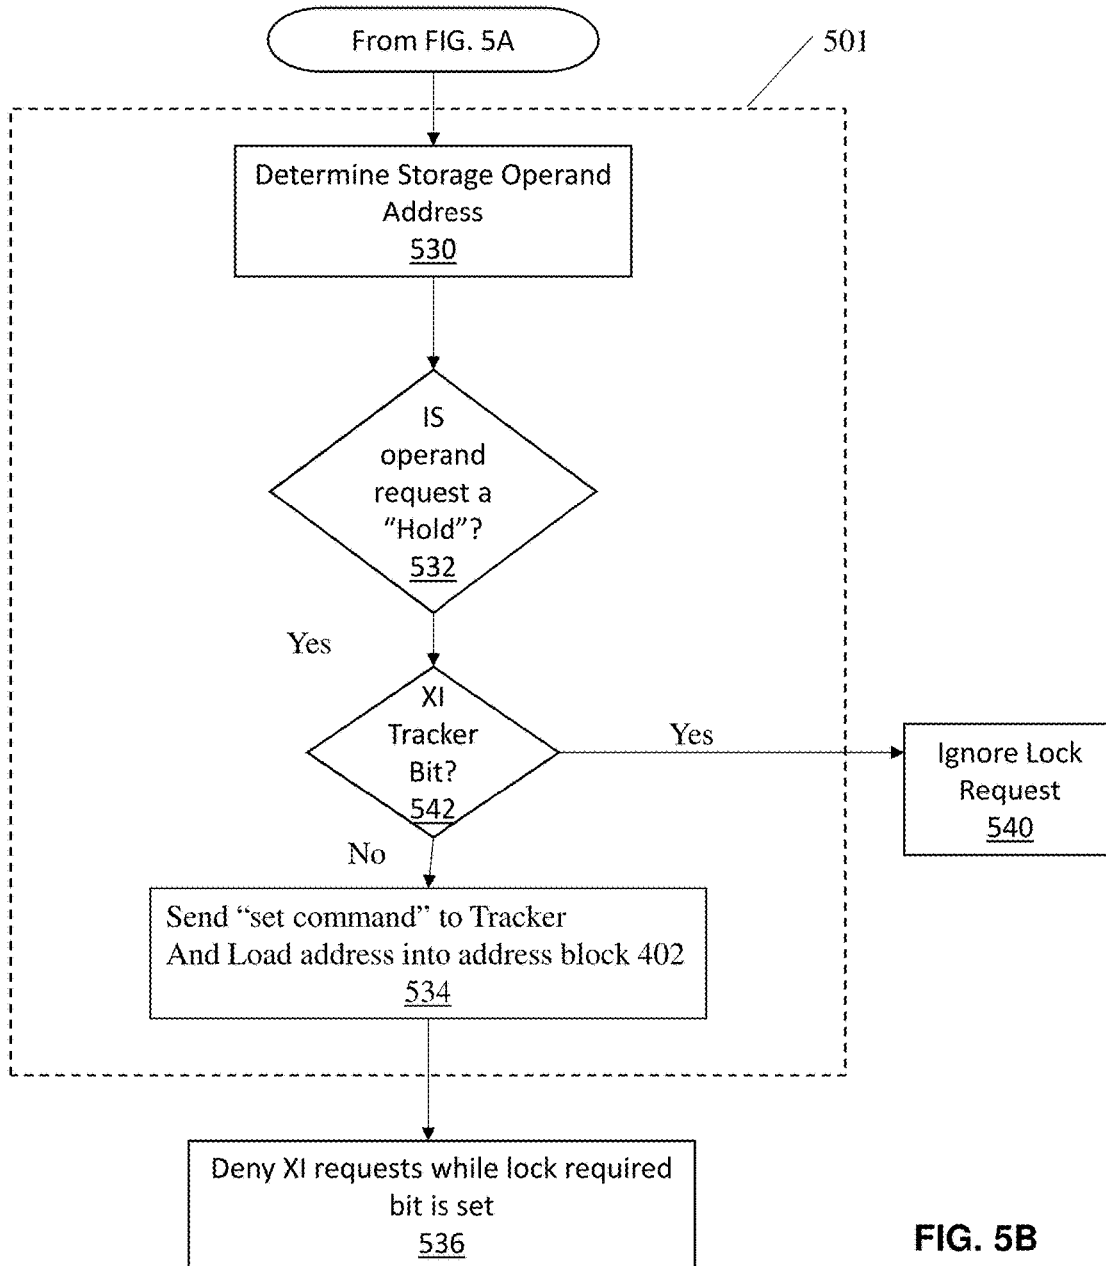 From FIG. 5A
501
Determine Storage Operand
Address
530
IS
operand
request a
“Hold”?
532
Yes
XI
Tracker
Bit?
542
Yes
Ignore Lock
Request
540
No
Send “set command” to Tracker
And Load address into address block 402
534
Deny XI requests while lock required
bit is set
536
FIG. 5B